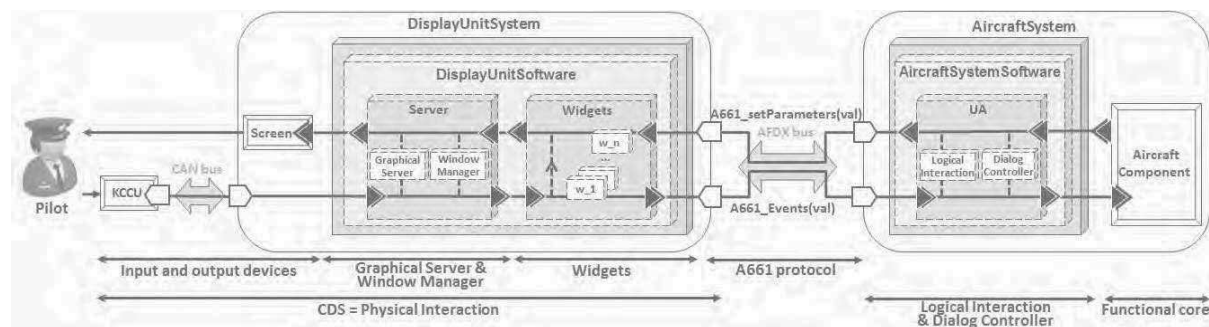 DisplayUnitSystem
AircraftSystem
DisplayUnitSoftware
AircraftSystemSoftware
Server
Widgets
A661_setParameters(val)
UA
Screen
w_n
AFDX bus
Graphical
Server
Window
Manager
...
Logical
Interaction
Dialog
Controller
Aircraft
Component
CAN bus
KCCU
w_1
Pilot
A661_Events(val)
Input and output devices
Graphical Server &
Window Manager
Widgets
A661 protocol
CDS = Physical Interaction
Logical Interaction
& Dialog Controller
Functional core